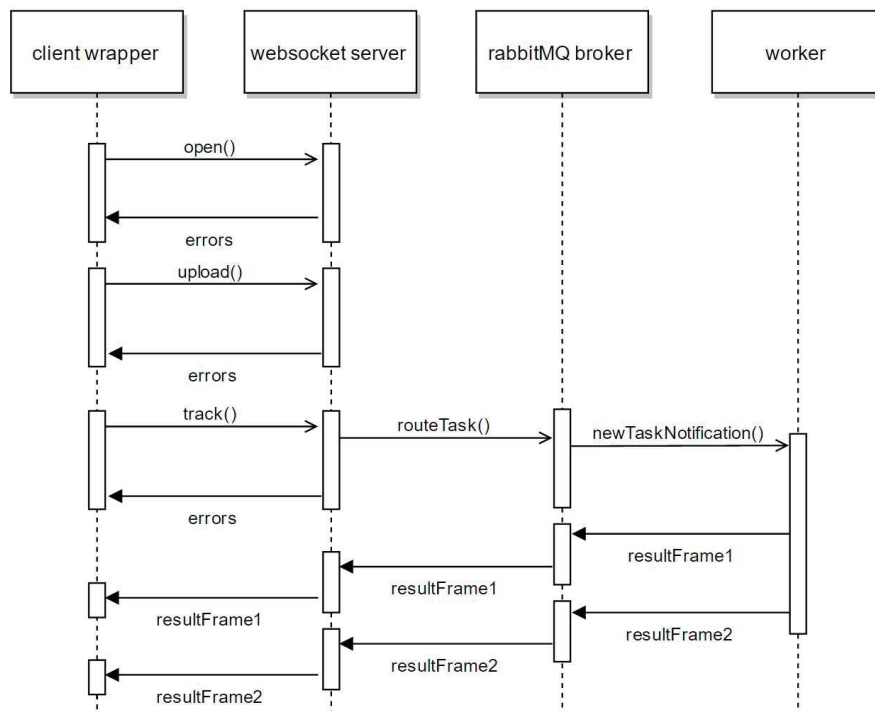 client wrapper
websocket server
rabbitMQ broker
worker
open()
errors
upload()
errors
track()
routeTask()
newTaskNotification()
errors
resultFrame1
resultFrame1
resultFrame1
resultFrame2
resultFrame2
resultFrame2